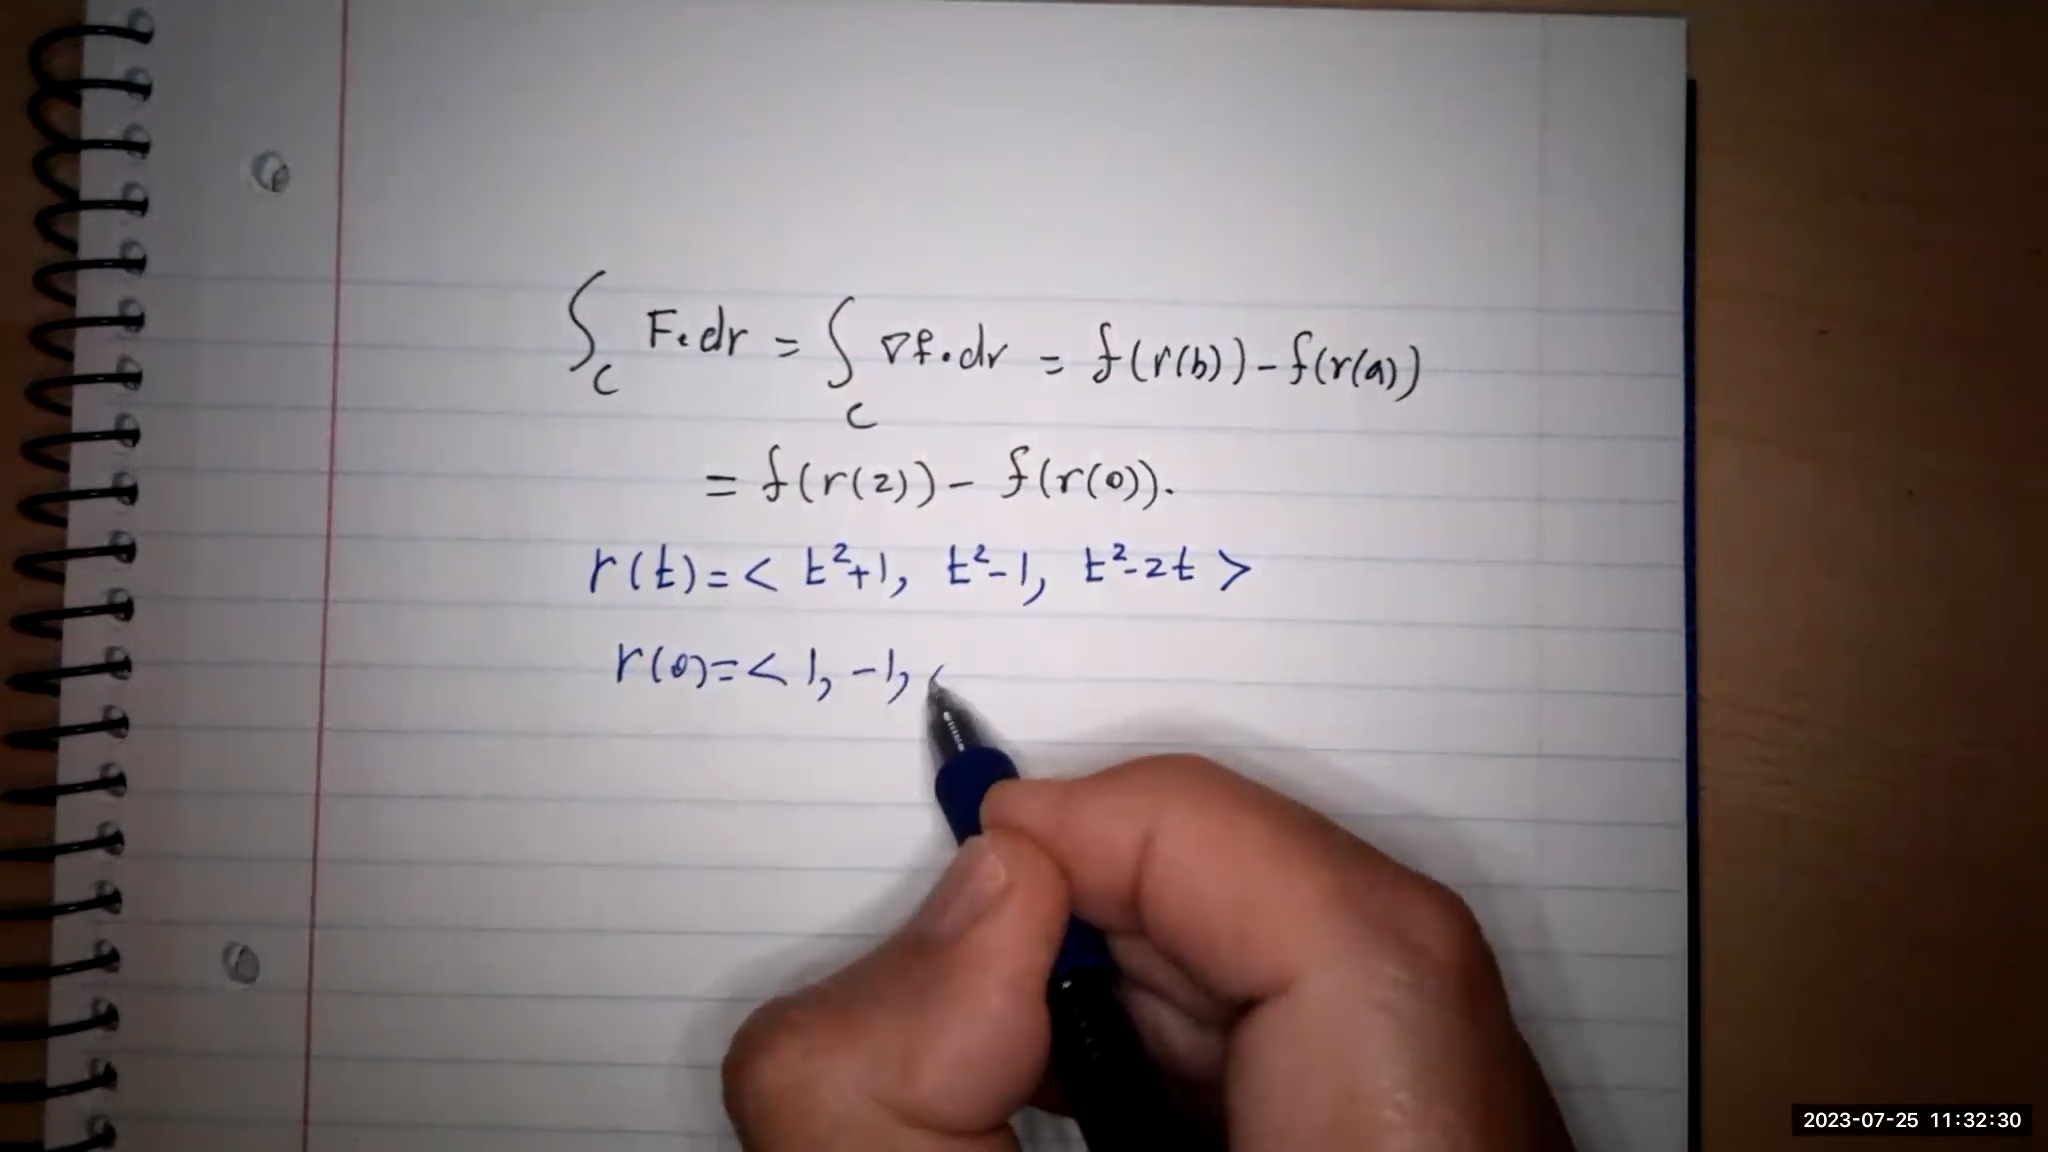 ∫_C F•dr = ∫_C ∇f•dr = f(r(b)) - f(r(a))
= f(r(2)) - f(r(0)).
r(t) = < t²+1, t²-1, t²-2t >
r(0) = < 1, -1,
2023-07-25 11:32:30